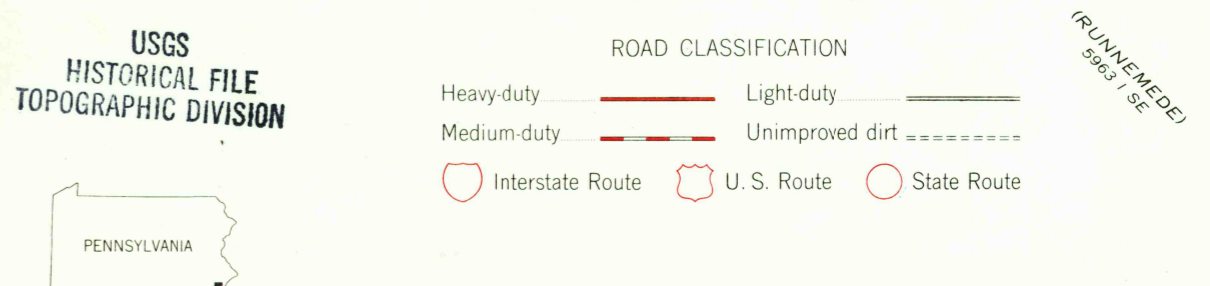 USGS
HISTORICAL FILE
TOPOGRAPHIC DIVISION
ROAD CLASSIFICATION
Heavy-duty
Light-duty
Medium-duty
Unimproved dirt
Interstate Route
U. S. Route
State Route
(RUNNEMEDE)
5963 I SE
PENNSYLVANIA